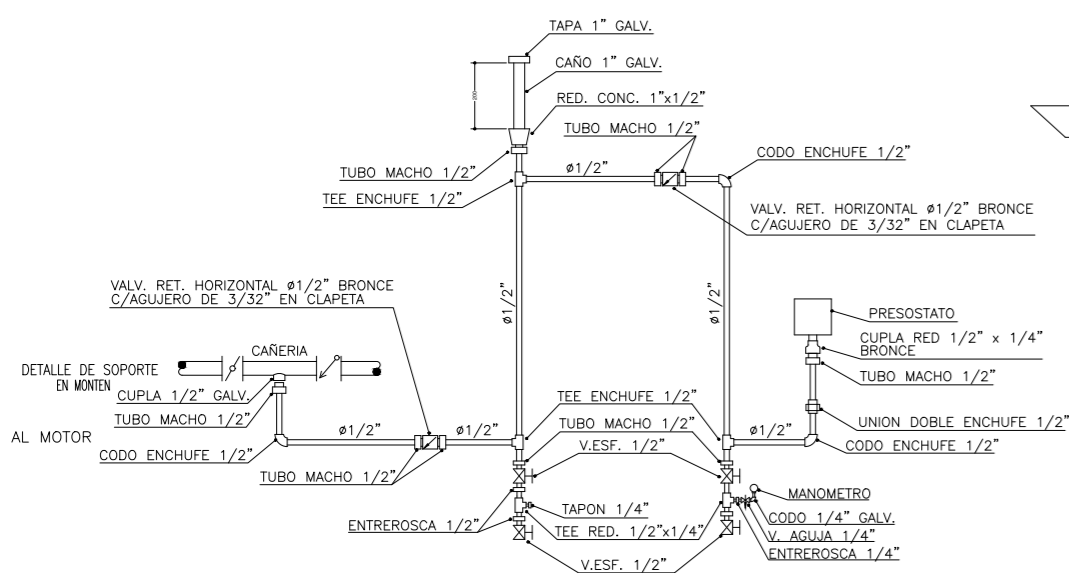 TAPA 1" GALV.
CAÑO 1" GALV.
200
RED. CONC. 1"x1/2"
TUBO MACHO 1/2"
TUBO MACHO 1/2"
ø1/2"
CODO ENCHUFE 1/2"
TEE ENCHUFE 1/2"
VALV. RET. HORIZONTAL ø1/2" BRONCE
C/AGUJERO DE 3/32" EN CLAPETA
VALV. RET. HORIZONTAL ø1/2" BRONCE
C/AGUJERO DE 3/32" EN CLAPETA
ø1/2"
ø1/2"
PRESOSTATO
CUPLA RED 1/2" x 1/4"
BRONCE
TUBO MACHO 1/2"
CAÑERIA
DETALLE DE SOPORTE
EN MONTEN
CUPLA 1/2" GALV.
TUBO MACHO 1/2"
TEE ENCHUFE 1/2"
UNION DOBLE ENCHUFE 1/2"
AL MOTOR
ø1/2"
ø1/2"
TUBO MACHO 1/2"
ø1/2"
CODO ENCHUFE 1/2"
CODO ENCHUFE 1/2"
V.ESF. 1/2"
TUBO MACHO 1/2"
MANOMETRO
TAPON 1/4"
CODO 1/4" GALV.
ENTREROSCA 1/2"
TEE RED. 1/2"x1/4"
V. AGUJA 1/4"
ENTREROSCA 1/4"
V.ESF. 1/2"